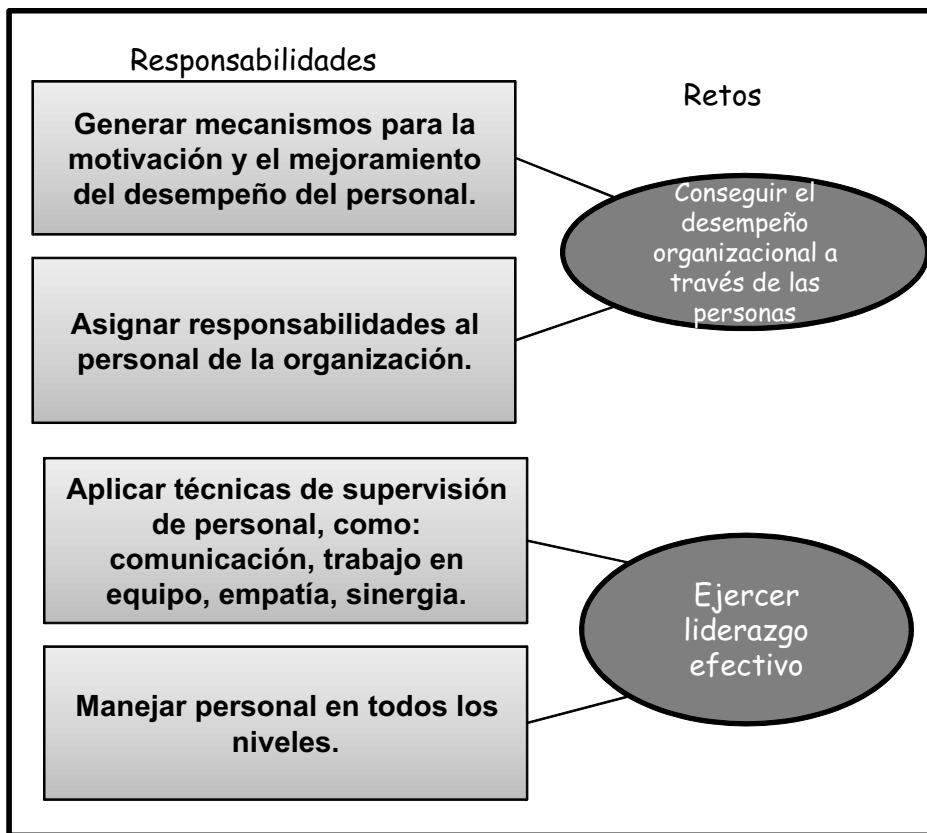 Responsabilidades
Retos
Generar mecanismos para la
motivación y el mejoramiento
del desempeño del personal.
Conseguir el
desempeño
organizacional a
través de las
personas
Asignar responsabilidades al
personal de la organización.
Aplicar técnicas de supervisión
de personal, como:
comunicación, trabajo en
equipo, empatía, sinergia.
Ejercer
liderazgo
efectivo
Manejar personal en todos los
niveles.